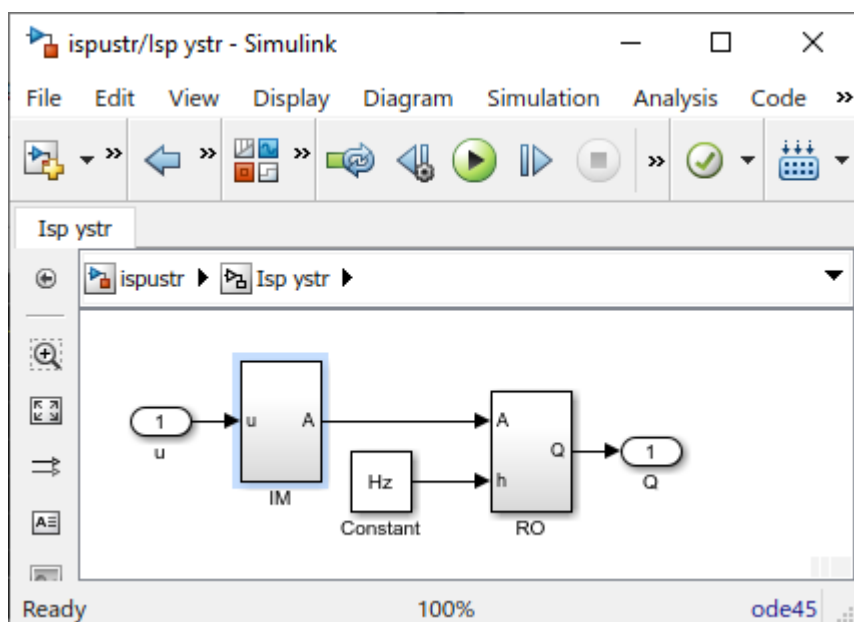 ispustr/Isp ystr - Simulink
File Edit View Display Diagram Simulation Analysis Code »
» » » »
Isp ystr
ispustr Isp ystr
1
u
u A
IM
Hz
Constant
A
Q
h
RO
1
Q
Ready 100% ode45